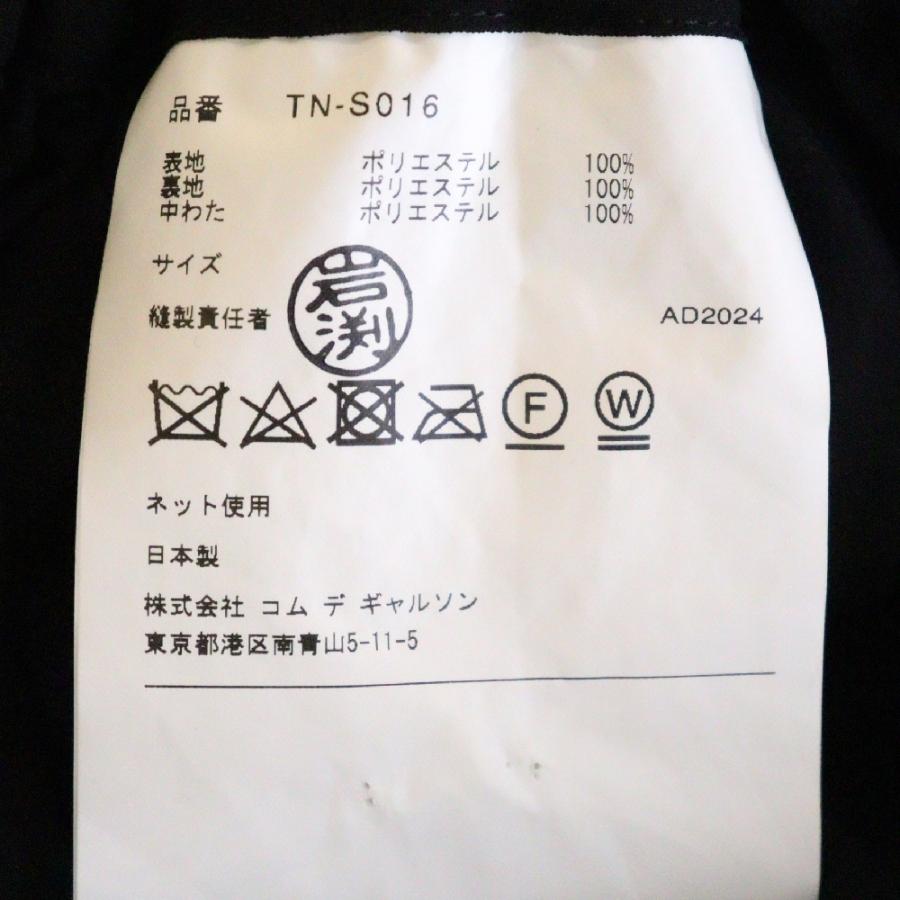 品番 TN-S016
表地 ポリエステル 100%
裏地 ポリエステル 100%
中わた ポリエステル 100%
サイズ
岩渕
縫製責任者 AD2024
F W
ネット使用
日本製
株式会社 コム デ ギャルソン
東京都港区南青山5-11-5